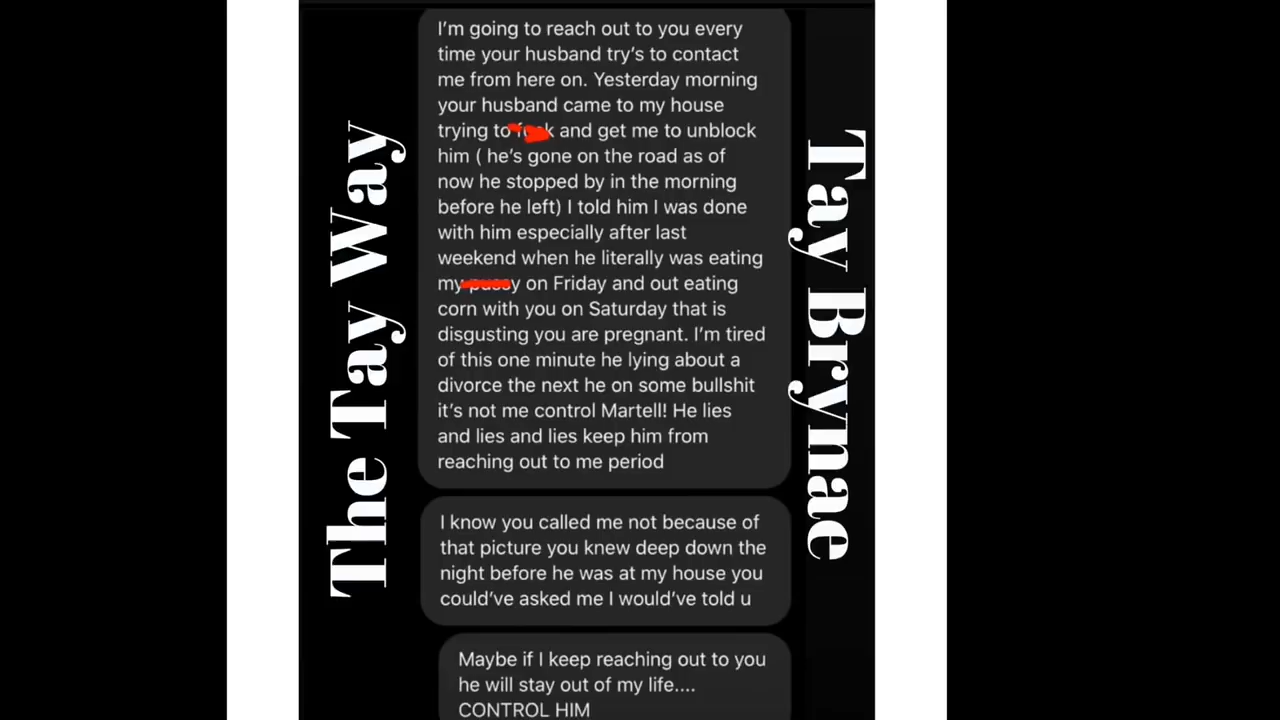 The Tay Way
I'm going to reach out to you every
time your husband try's to contact
me from here on. Yesterday morning
your husband came to my house
trying to fuck and get me to unblock
him ( he's gone on the road as of
now he stopped by in the morning
before he left) I told him I was done
with him especially after last
weekend when he literally was eating
my pussy on Friday and out eating
corn with you on Saturday that is
disgusting you are pregnant. I'm tired
of this one minute he lying about a
divorce the next he on some bullshit
it's not me control Martell! He lies
and lies and lies keep him from
reaching out to me period
I know you called me not because of
that picture you knew deep down the
night before he was at my house you
could've asked me I would've told u
Maybe if I keep reaching out to you
he will stay out of my life....
CONTROL HIM
Tay Brynae